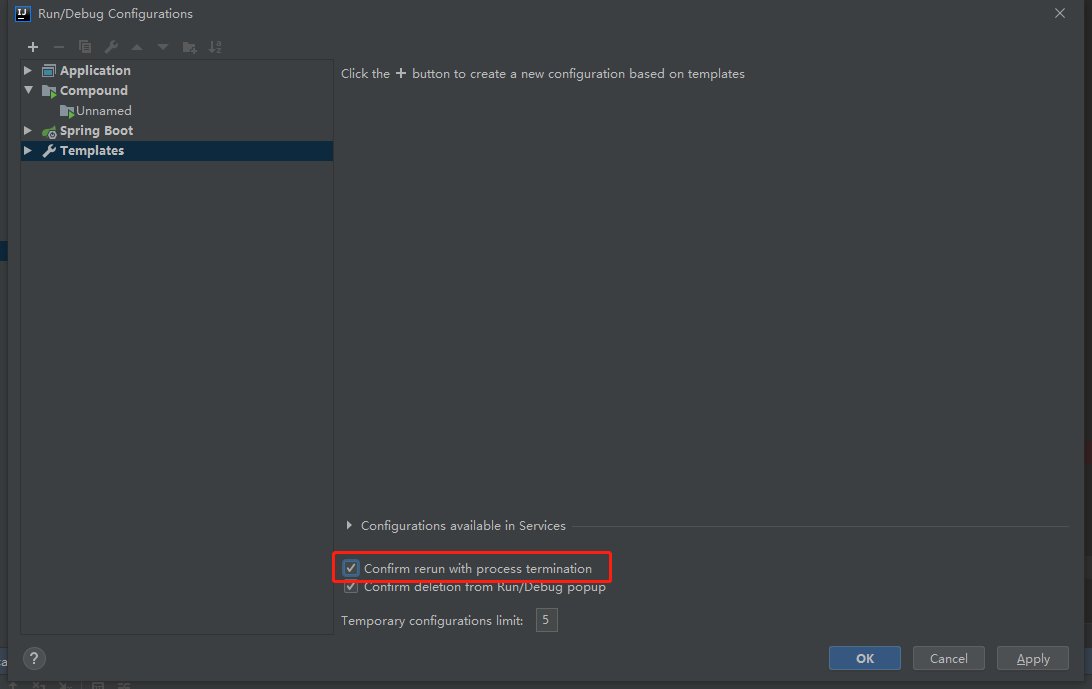 Run/Debug Configurations
Application
Compound
Unnamed
Spring Boot
Templates
Click the + button to create a new configuration based on templates
Configurations available in Services
Confirm rerun with process termination
Confirm deletion from Run/Debug popup
Temporary configurations limit: 5
? OK Cancel Apply